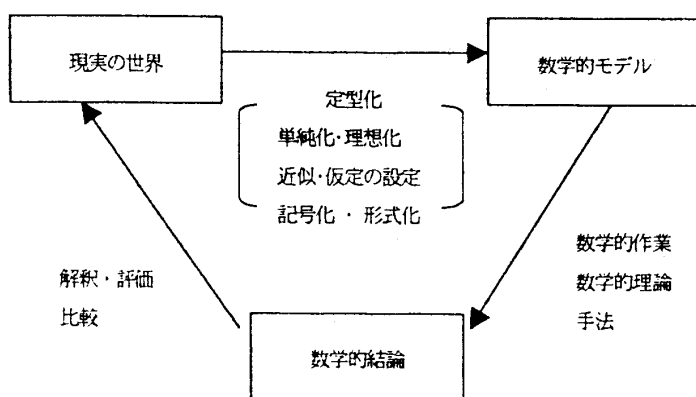 現実の世界
数学的モデル
定型化
単純化・理想化
近似・仮定の設定
記号化 ・ 形式化
数学的作業
数学的理論
手法
解釈・評価
比較
数学的結論